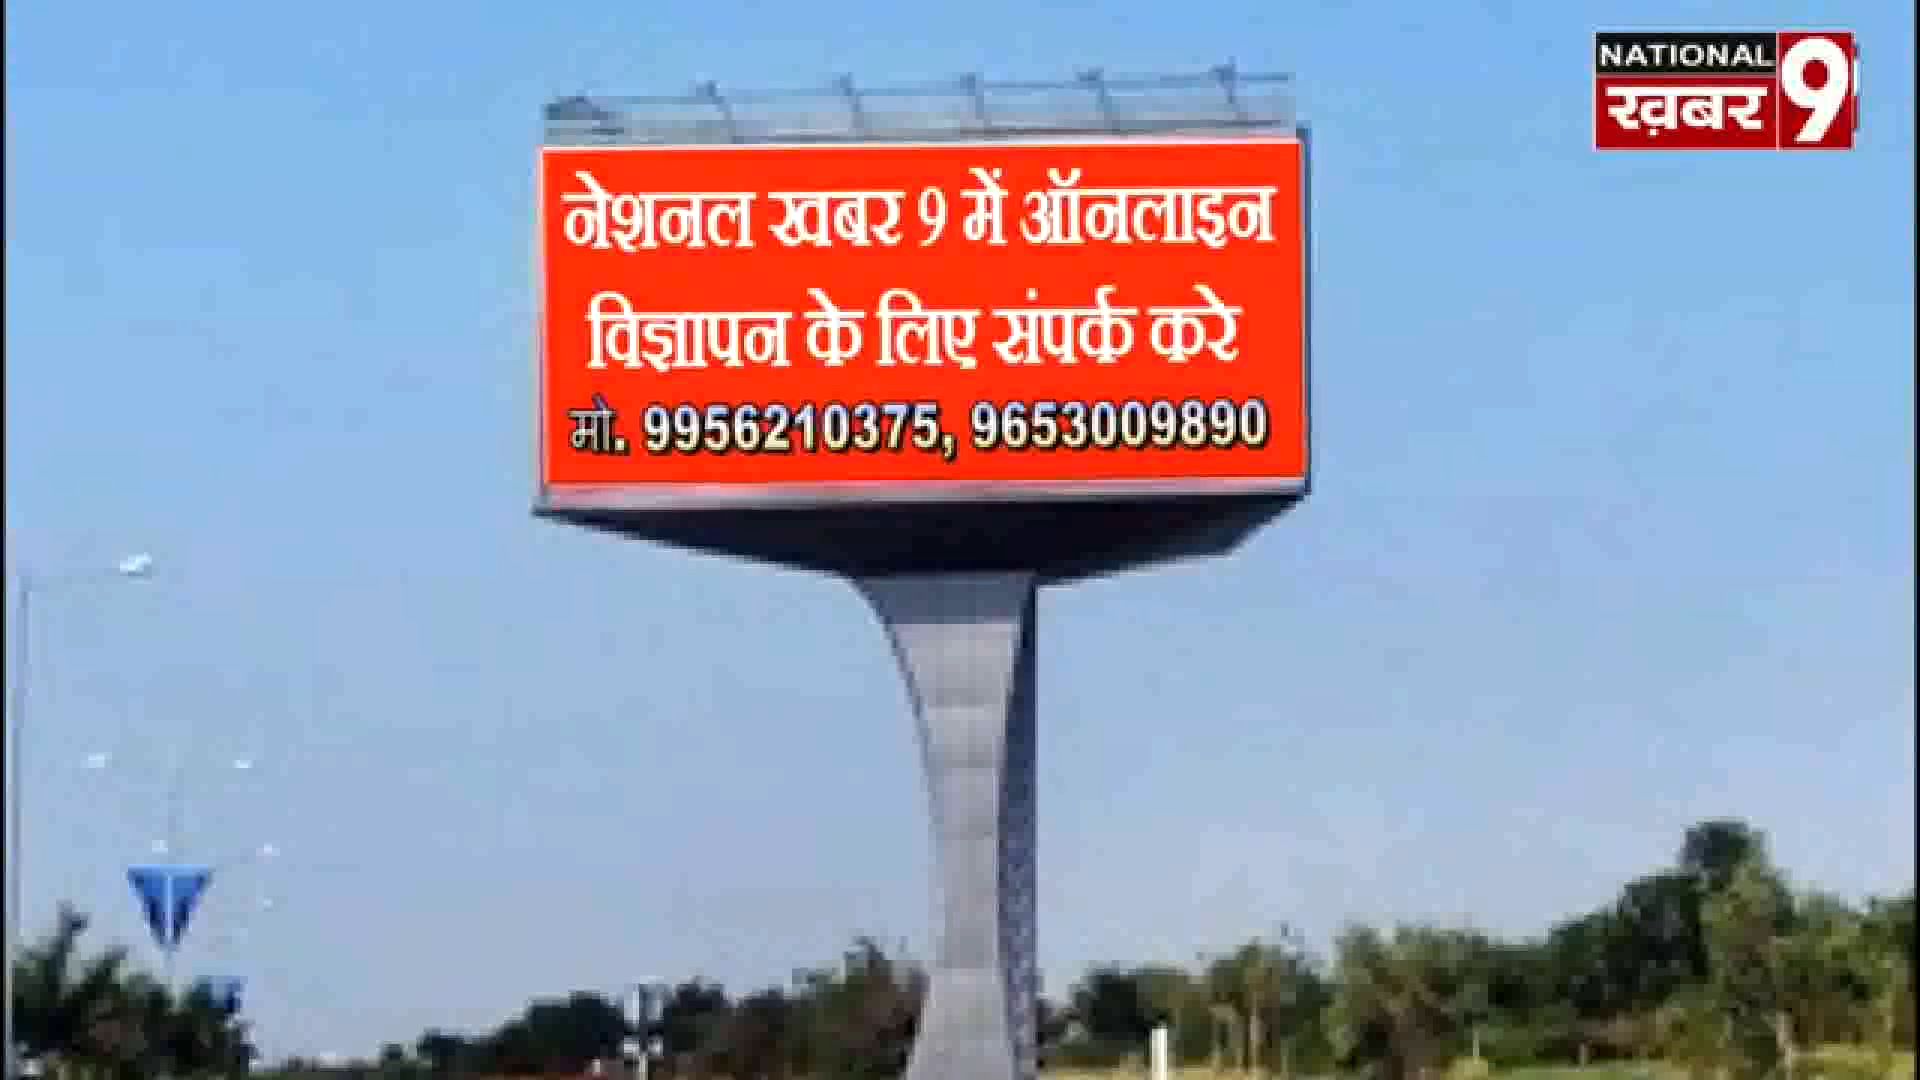 NATIONAL
ख़बर 9
नेशनल खबर 9 में ऑनलाइन
विज्ञापन के लिए संपर्क करे
मो. 9956210375, 9653009890